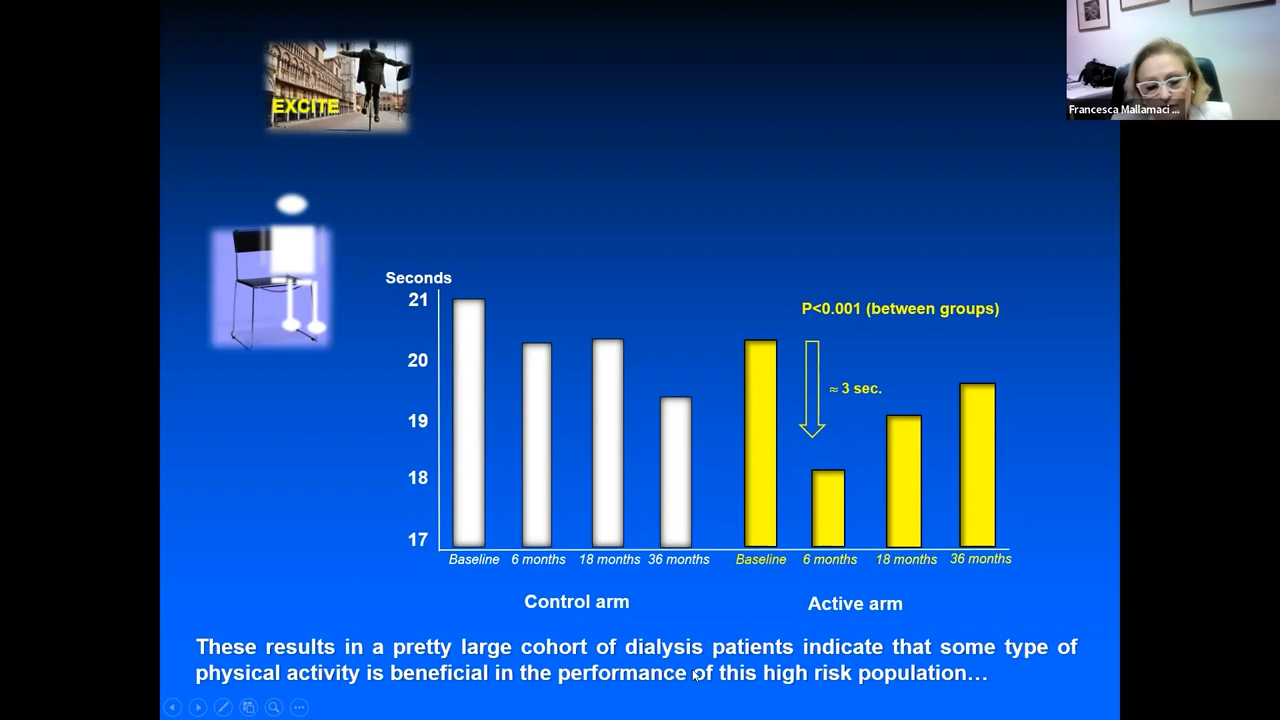 Francesca Mallamaci ...
EXCITE
Seconds
21
20
19
18
17
P<0.001 (between groups)
≈ 3 sec.
Baseline 6 months 18 months 36 months Baseline 6 months 18 months 36 months
Control arm Active arm
These results in a pretty large cohort of dialysis patients indicate that some type of
physical activity is beneficial in the performance of this high risk population…